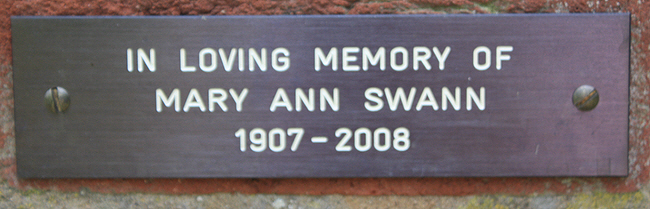 IN LOVING MEMORY OF
MARY ANN SWANN
1907-2008